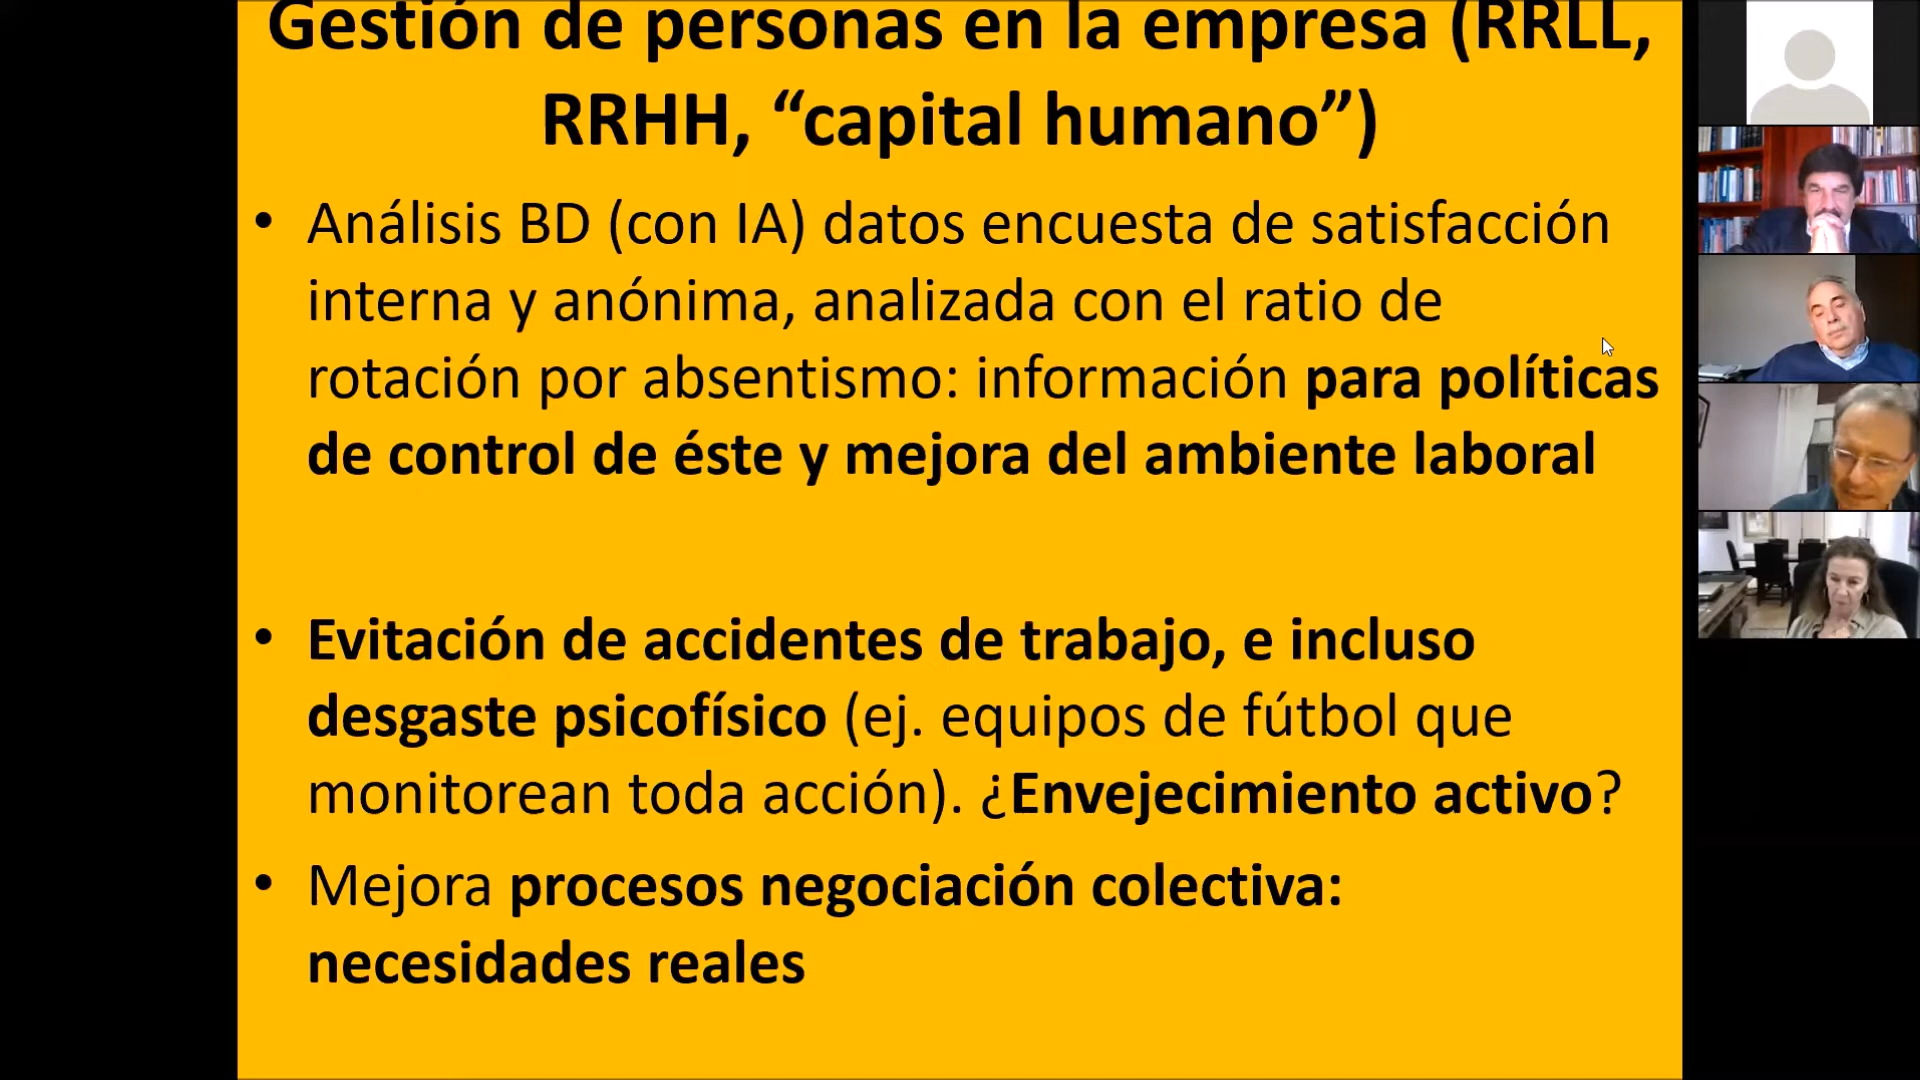 Gestión de personas en la empresa (RRLL,
RRHH, “capital humano”)
• Análisis BD (con IA) datos encuesta de satisfacción
interna y anónima, analizada con el ratio de
rotación por absentismo: información para políticas
de control de éste y mejora del ambiente laboral
• Evitación de accidentes de trabajo, e incluso
desgaste psicofísico (ej. equipos de fútbol que
monitorean toda acción). ¿Envejecimiento activo?
• Mejora procesos negociación colectiva:
necesidades reales